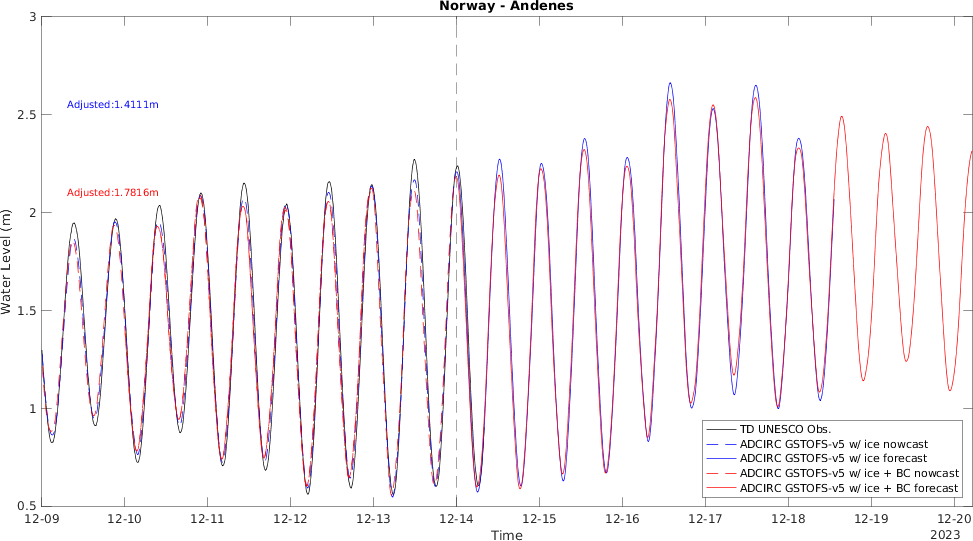 Norway - Andenes
3
2.5
2
1.5
1
0.5
Water Level (m)
Adjusted:1.4111m
Adjusted:1.7816m
TD UNESCO Obs.
ADCIRC GSTOFS-v5 w/ ice nowcast
ADCIRC GSTOFS-v5 w/ ice forecast
ADCIRC GSTOFS-v5 w/ ice + BC nowcast
ADCIRC GSTOFS-v5 w/ ice + BC forecast
12-09 12-10 12-11 12-12 12-13 12-14 12-15 12-16 12-17 12-18 12-19 12-20
2023
Time